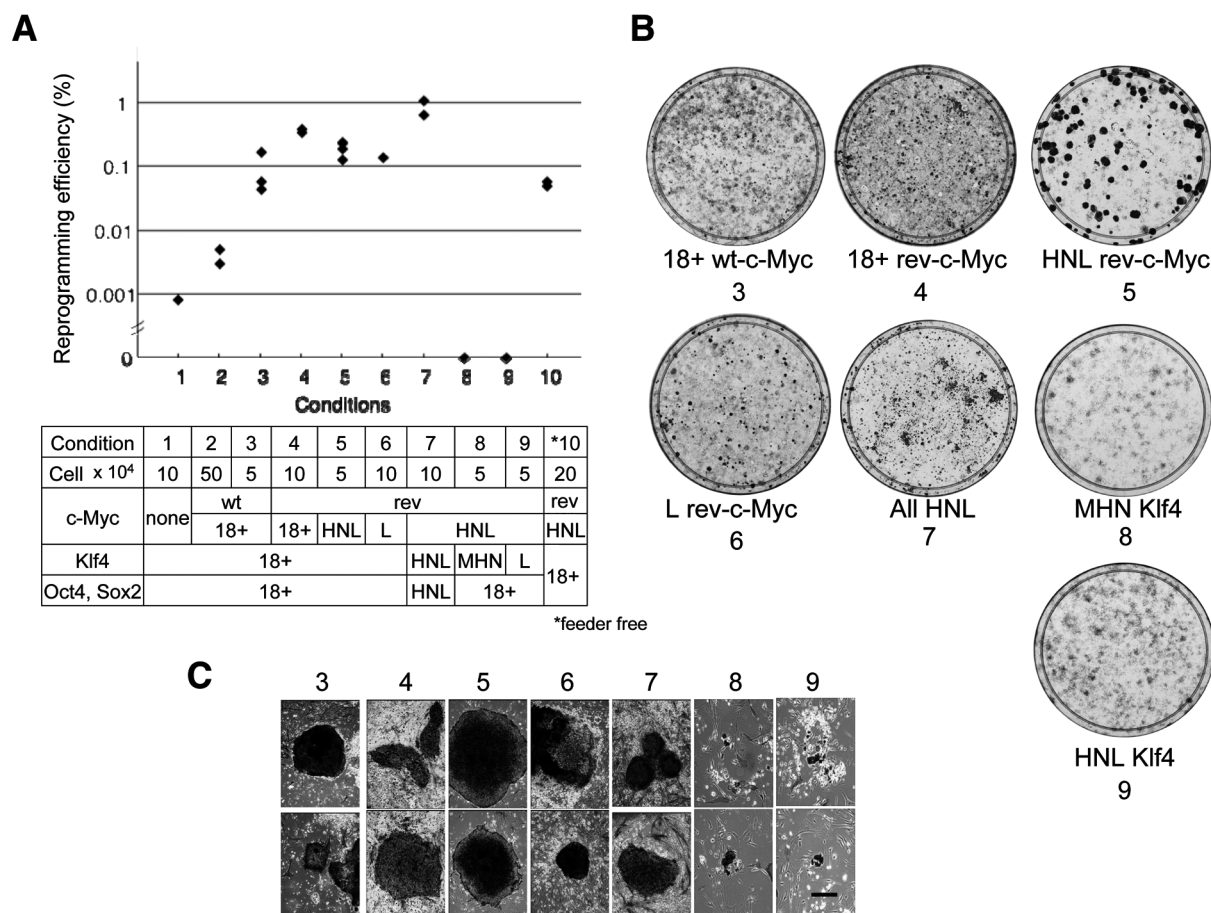 A
Reprogramming efficiency (%)
1
0.1
0.01
0.001
0
1 2 3 4 5 6 7 8 9 10
Conditions
Condition 1 2 3 4 5 6 7 8 9 *10
Cell x 10⁴ 10 50 5 10 5 10 10 5 5 20
c-Myc none wt rev rev
18+ 18+ HNL L HNL HNL
Klf4 18+ HNL MHN L 18+
Oct4, Sox2 18+ HNL 18+
*feeder free
B
18+ wt-c-Myc 18+ rev-c-Myc HNL rev-c-Myc
3 4 5
L rev-c-Myc All HNL MHN Klf4
6 7 8
HNL Klf4
9
C
3 4 5 6 7 8 9